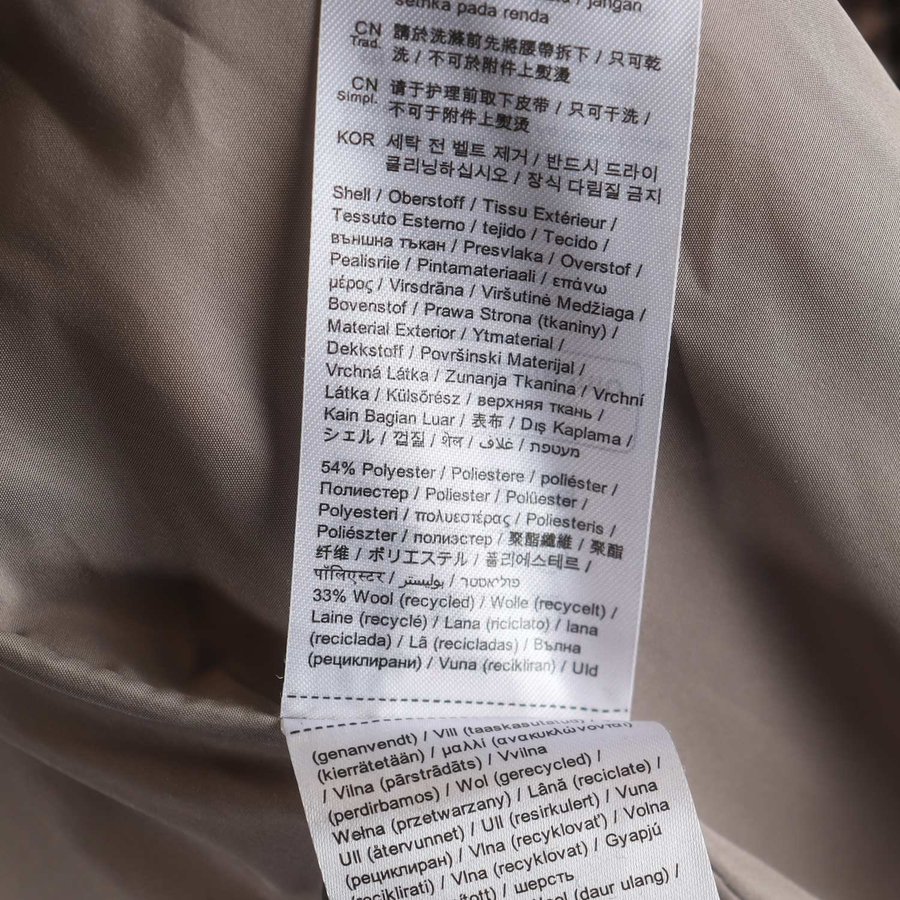 setrika pada renda / jangan
CN Trad. 請於洗滌前先將腰帶拆下 / 只可乾
洗 / 不可於附件上熨燙
CN Simpl. 请于护理前取下皮带 / 只可干洗 /
不可于附件上熨烫
KOR 세탁 전 벨트 제거 / 반드시 드라이
클리닝하십시오 / 장식 다림질 금지
Shell / Oberstoff / Tissu Extérieur /
Tessuto Esterno / tejido / Tecido /
външна тъкан / Presvlaka / Overstof /
Pealisriie / Pintamateriaali / επάνω
μέρος / Virsdrāna / Viršutinė Medžiaga /
Bovenstof / Prawa Strona (tkaniny) /
Material Exterior / Ytmaterial /
Dekkstoff / Površinski Materijal /
Vrchná Látka / Zunanja Tkanina / Vrchní
Látka / Külsőrész / верхняя ткань /
Kain Bagian Luar / 表布 / Dış Kaplama /
シェル / 겉질 / शेल / غلاف / מעטפת
54% Polyester / Poliestere / poliéster /
Полиестер / Poliester / Polüester /
Polyesteri / πολυεστέρας / Poliesteris /
Poliészter / полиэстер / 聚酯纖維 / 聚酯
纤维 / ポリエステル / 폴리에스테르 /
पॉलिएस्टर / بوليستر / פוליאסטר
33% Wool (recycled) / Wolle (recycelt) /
Laine (recyclé) / Lana (riciclato) / lana
(reciclada) / Lã (recicladas) / Вълна
(рециклирани) / Vuna (recikliran) / Uld
(genanvendt) / Vill (taaskasutatud) /
(kierrätetään) / μαλλί (ανακυκλώνονται)
/ Vilna (pārstrādāts) / Vvilna
(perdirbamos) / Wol (gerecycled) /
Wełna (przetwarzany) / Lână (reciclate) /
Ull (återvunnet) / Ull (resirkulert) / Vuna
(рециклиран) / Vlna (recyklovať) / Volna
(reciklirati) / Vlna (recyklovat) / Gyapjú
/ шерсть
(daur ulang) /